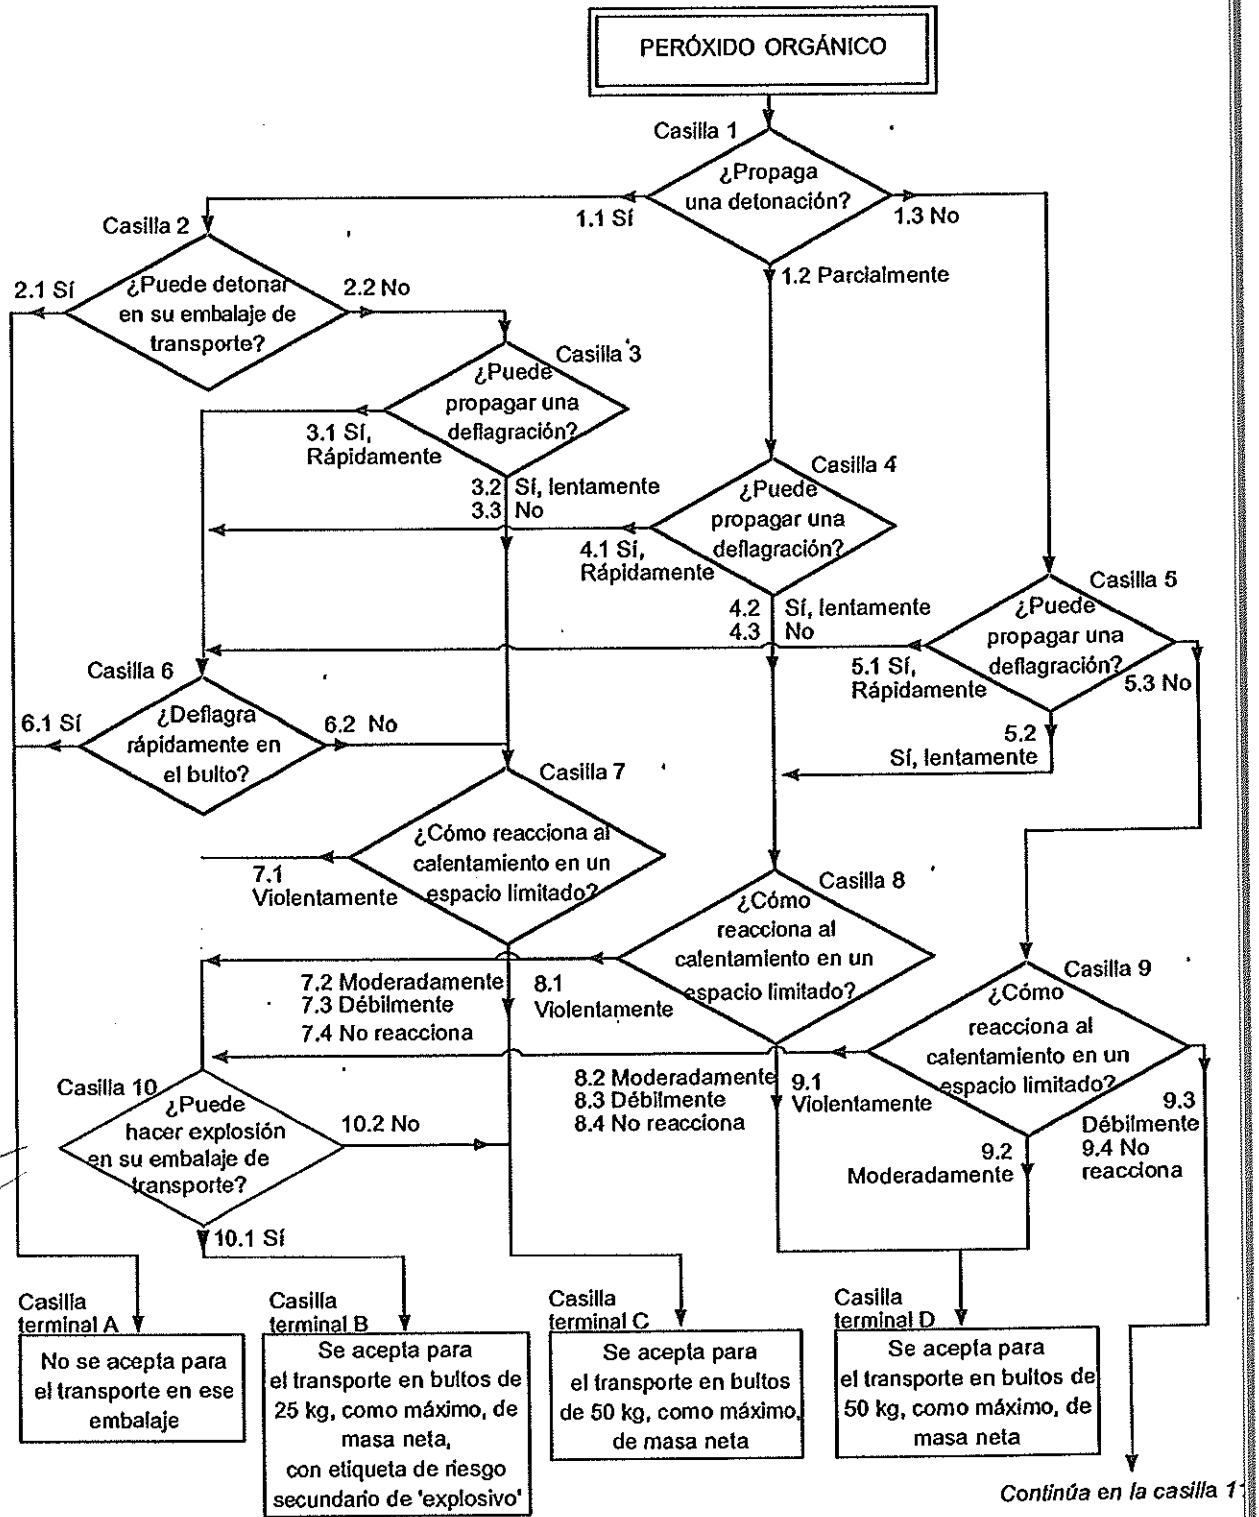 PERÓXIDO ORGÁNICO
Casilla 1
¿Propaga
una detonación?
1.1 Sí
1.3 No
1.2 Parcialmente
Casilla 2
¿Puede detonar
en su embalaje de
transporte?
2.1 Sí
2.2 No
Casilla 3
¿Puede
propagar una
deflagración?
3.1 Sí,
Rápidamente
3.2 Sí, lentamente
3.3 No
Casilla 4
¿Puede
propagar una
deflagración?
4.1 Sí,
Rápidamente
4.2 Sí, lentamente
4.3 No
Casilla 5
¿Puede
propagar una
deflagración?
5.1 Sí,
Rápidamente
5.3 No
5.2
Sí, lentamente
Casilla 6
¿Deflagra
rápidamente en
el bulto?
6.1 Sí
6.2 No
Casilla 7
¿Cómo reacciona al
calentamiento en un
espacio limitado?
7.1
Violentamente
7.2 Moderadamente
7.3 Débilmente
7.4 No reacciona
Casilla 8
¿Cómo
reacciona al
calentamiento en un
espacio limitado?
8.1
Violentamente
8.2 Moderadamente
8.3 Débilmente
8.4 No reacciona
Casilla 9
¿Cómo
reacciona al
calentamiento en un
espacio limitado?
9.1
Violentamente
9.2
Moderadamente
9.3
Débilmente
9.4 No
reacciona
Casilla 10
¿Puede
hacer explosión
en su embalaje de
transporte?
10.2 No
10.1 Sí
Casilla
terminal A
No se acepta para
el transporte en ese
embalaje
Casilla
terminal B
Se acepta para
el transporte en bultos de
25 kg, como máximo, de
masa neta,
con etiqueta de riesgo
secundario de 'explosivo'
Casilla
terminal C
Se acepta para
el transporte en bultos
de 50 kg, como máximo,
de masa neta
Casilla
terminal D
Se acepta para
el transporte en bultos de
50 kg, como máximo, de
masa neta
Continúa en la casilla 11